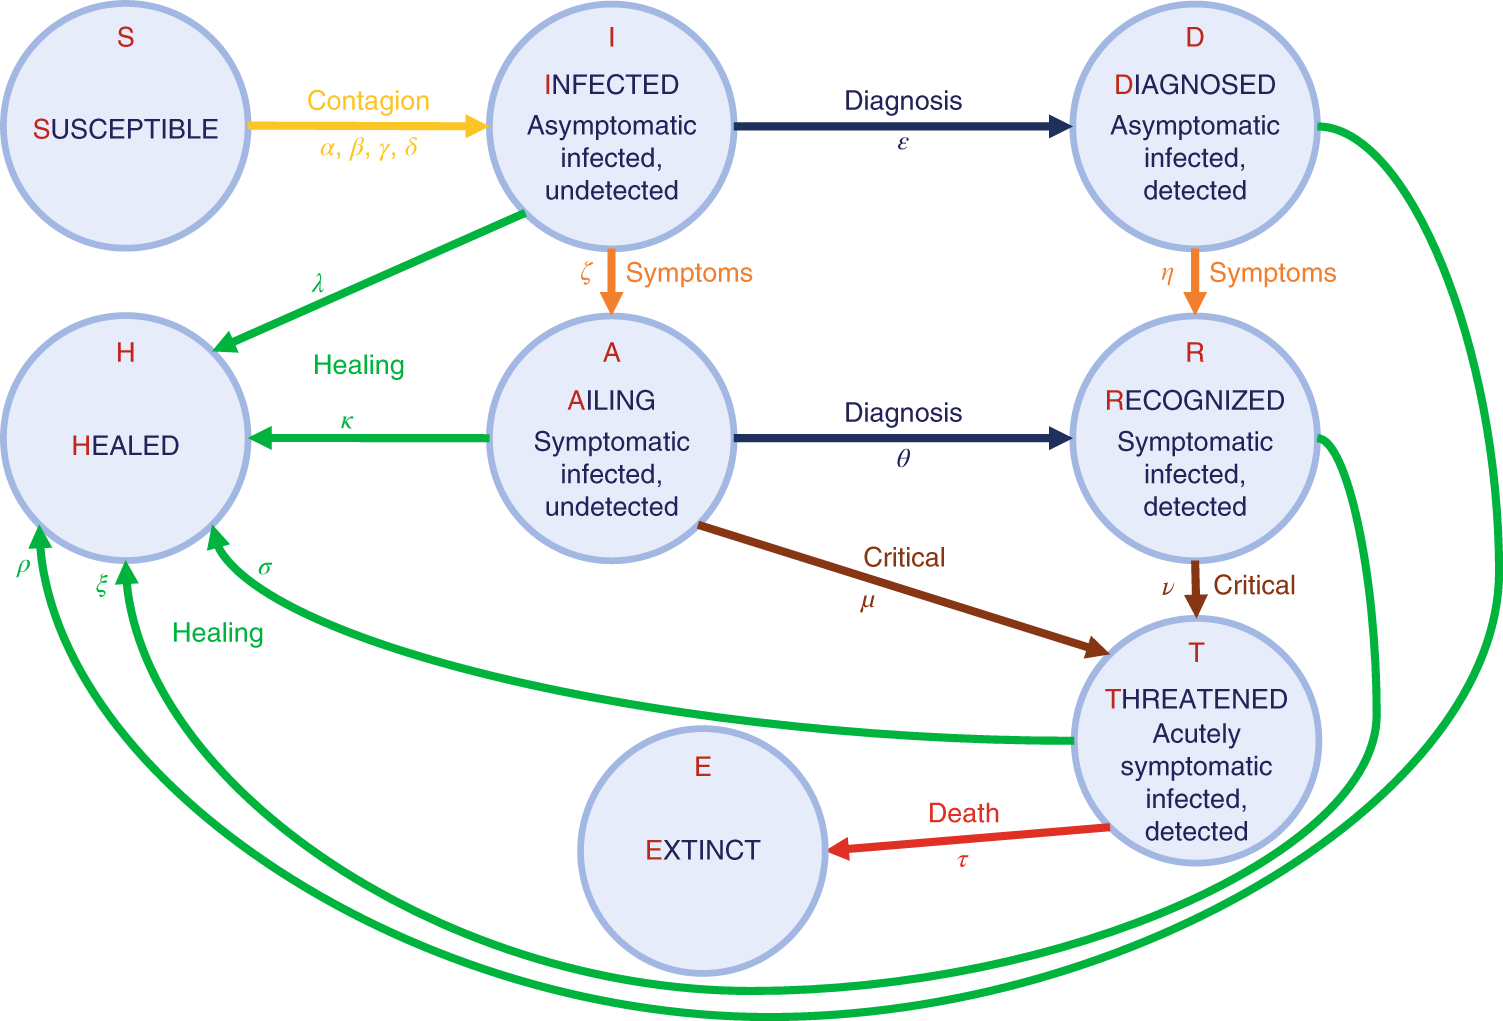 S
SUSCEPTIBLE
Contagion
α, β, γ, δ
I
INFECTED
Asymptomatic
infected,
undetected
Diagnosis
ε
D
DIAGNOSED
Asymptomatic
infected,
detected
λ
ζ Symptoms
η Symptoms
H
HEALED
Healing
κ
A
AILING
Symptomatic
infected,
undetected
Diagnosis
θ
R
RECOGNIZED
Symptomatic
infected,
detected
ρ
ξ
σ
Healing
Critical
μ
ν Critical
T
THREATENED
Acutely
symptomatic
infected,
detected
E
EXTINCT
Death
τ